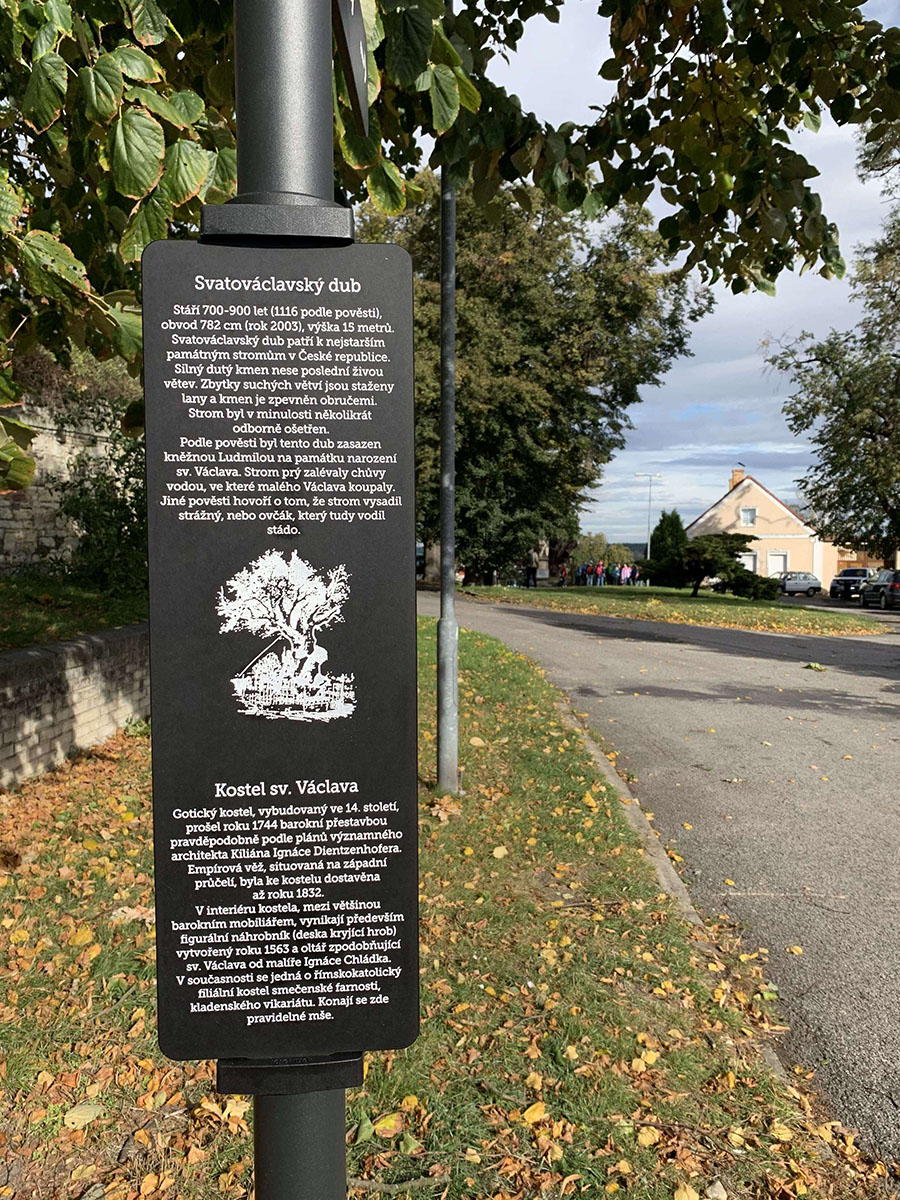 Svatováclavský dub
Stáří 700-900 let (1116 podle pověsti),
obvod 782 cm (rok 2003), výška 15 metrů.
Svatováclavský dub patří k nejstarším
památným stromům v České republice.
Silný dutý kmen nese poslední živou
větev. Zbytky suchých větví jsou staženy
lany a kmen je zpevněn obručemi.
Strom byl v minulosti několikrát
odborně ošetřen.
Podle pověsti byl tento dub zasazen
kněžnou Ludmilou na památku narození
sv. Václava. Strom prý zalévaly chůvy
vodou, ve které malého Václava koupaly.
Jiné pověsti hovoří o tom, že strom vysadil
strážný, nebo ovčák, který tudy vodil
stádo.
Kostel sv. Václava
Gotický kostel, vybudovaný ve 14. století,
prošel roku 1744 barokní přestavbou
pravděpodobně podle plánů významného
architekta Kiliána Ignáce Dientzenhofera.
Empírová věž, situovaná na západní
průčelí, byla ke kostelu dostavěna
až roku 1832.
V interiéru kostela, mezi většinou
barokním mobiliářem, vynikají především
figurální náhrobník (deska kryjící hrob)
vytvořený roku 1563 a oltář zpodobňující
sv. Václava od malíře Ignáce Chládka.
V současnosti se jedná o římskokatolický
filiální kostel smečenské farnosti,
kladenského vikariátu. Konají se zde
pravidelné mše.